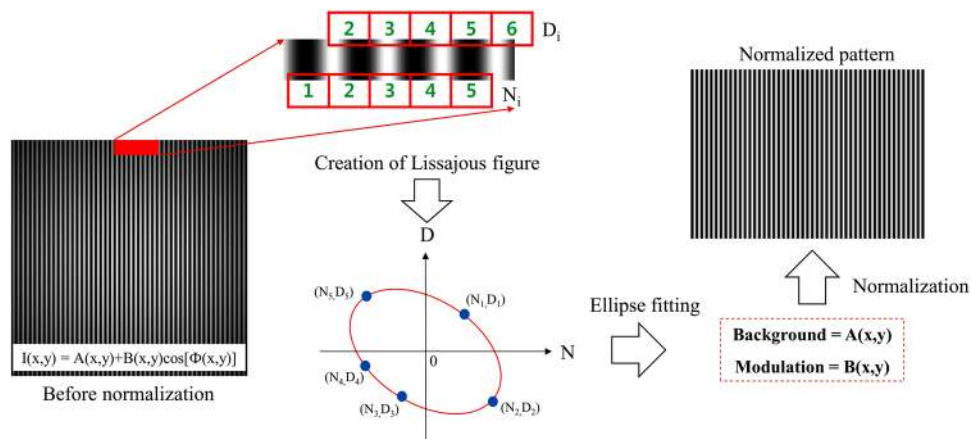 2 3 4 5 6 Dᵢ
1 2 3 4 5 Nᵢ
Normalized pattern
I(x,y) = A(x,y)+B(x,y)cos[Φ(x,y)]
Before normalization
Creation of Lissajous figure
D
(N₅,D₅)
(N₁,D₁)
0
N
(N₄,D₄)
(N₃,D₃)
(N₂,D₂)
Ellipse fitting
Normalization
Background = A(x,y)
Modulation = B(x,y)